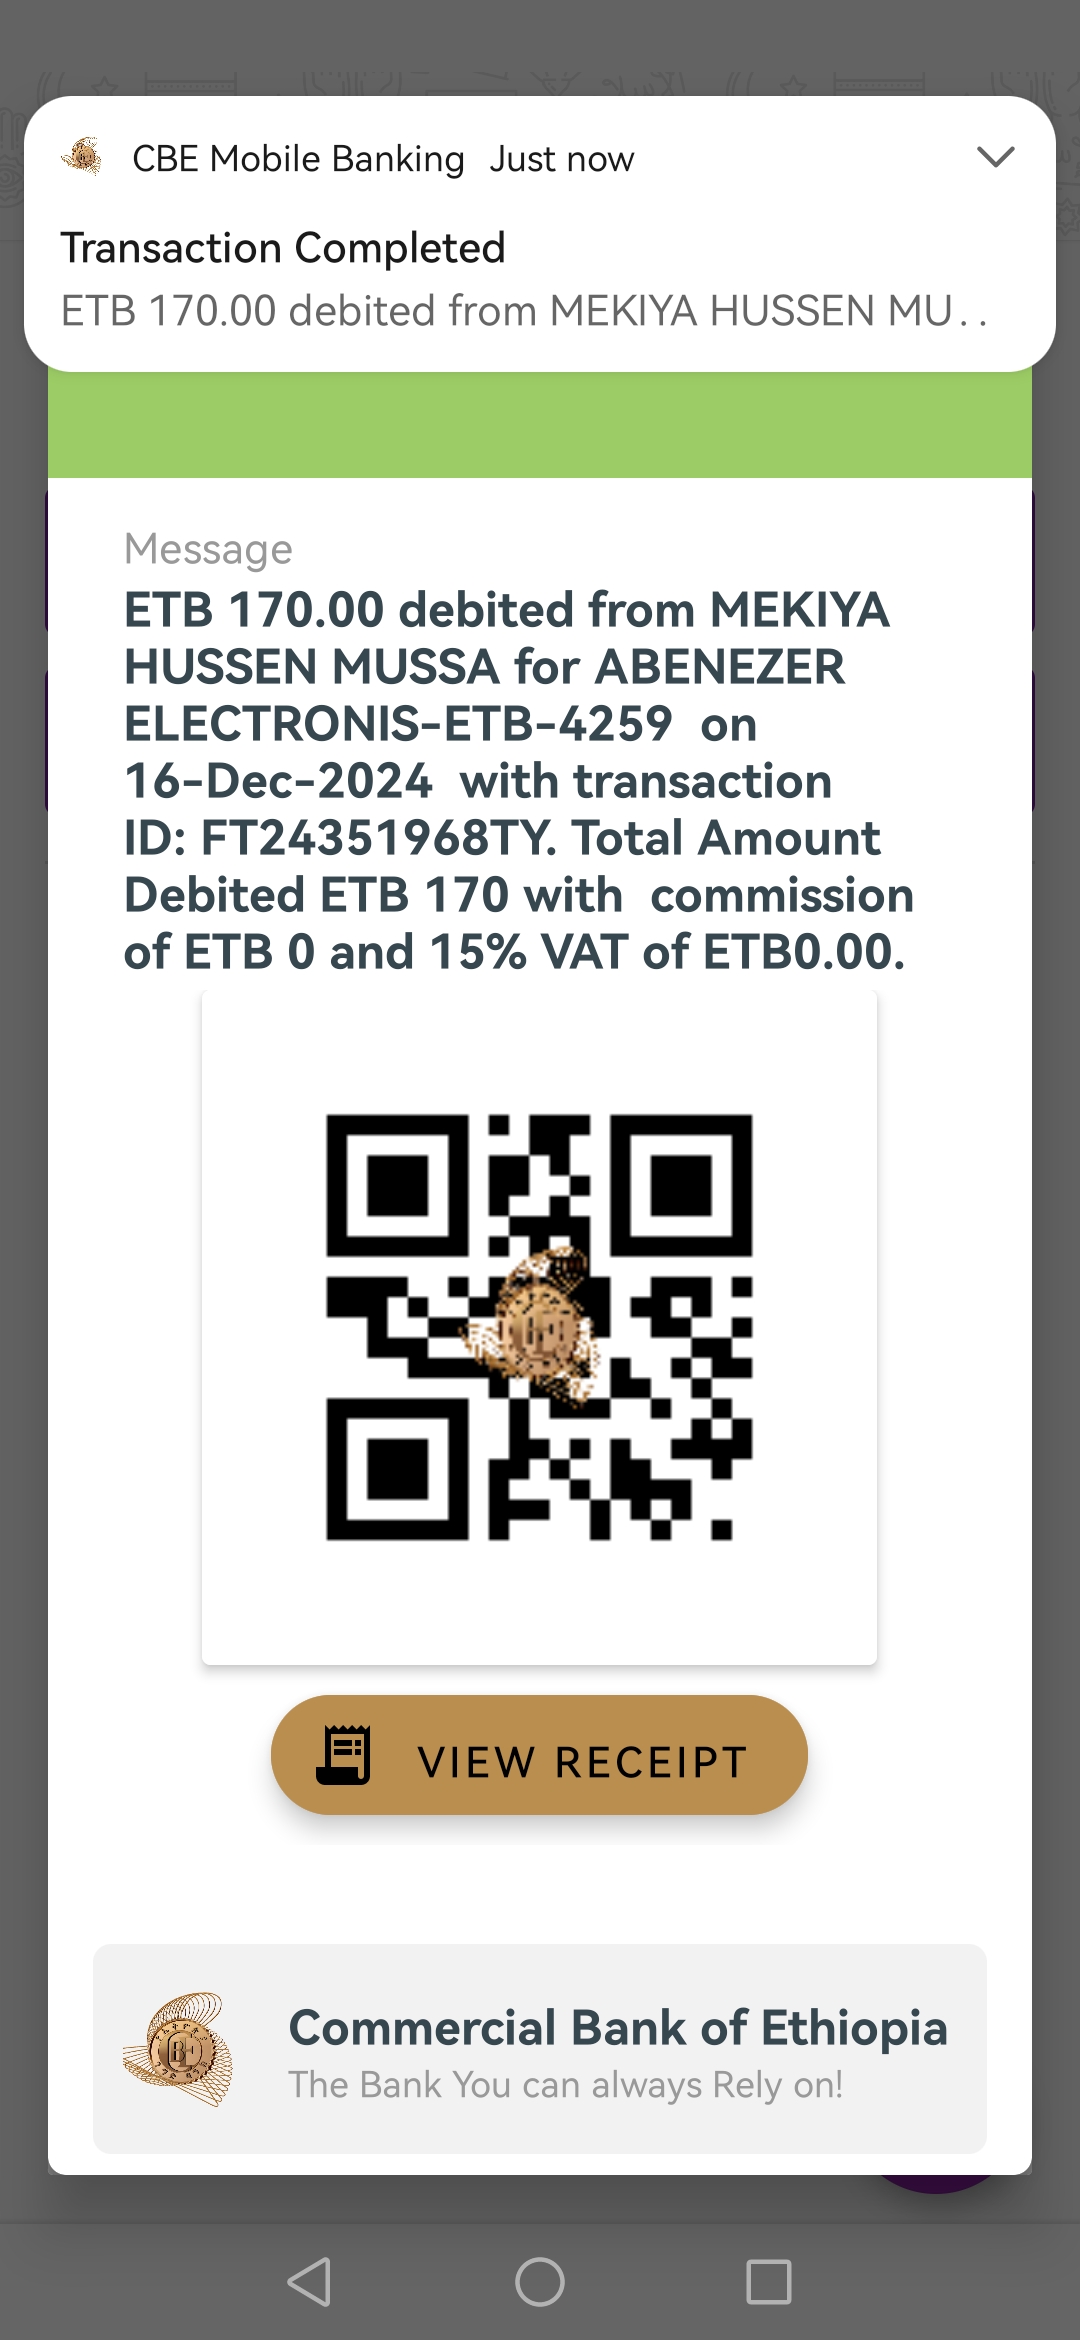 CBE Mobile Banking Just now
Transaction Completed
ETB 170.00 debited from MEKIYA HUSSEN MU..
Message
ETB 170.00 debited from MEKIYA
HUSSEN MUSSA for ABENEZER
ELECTRONIS-ETB-4259 on
16-Dec-2024 with transaction
ID: FT24351968TY. Total Amount
Debited ETB 170 with commission
of ETB 0 and 15% VAT of ETB0.00.
VIEW RECEIPT
Commercial Bank of Ethiopia
The Bank You can always Rely on!